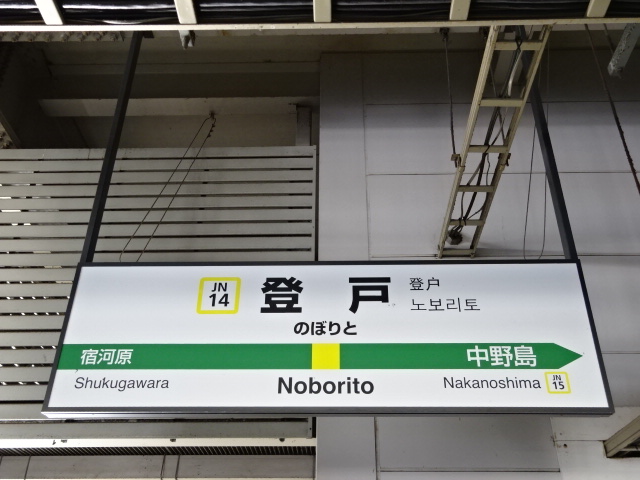 JN
14
登戸
登户
노보리토
のぼりと
宿河原
中野島
Shukugawara
Noborito
Nakanoshima
JN
15